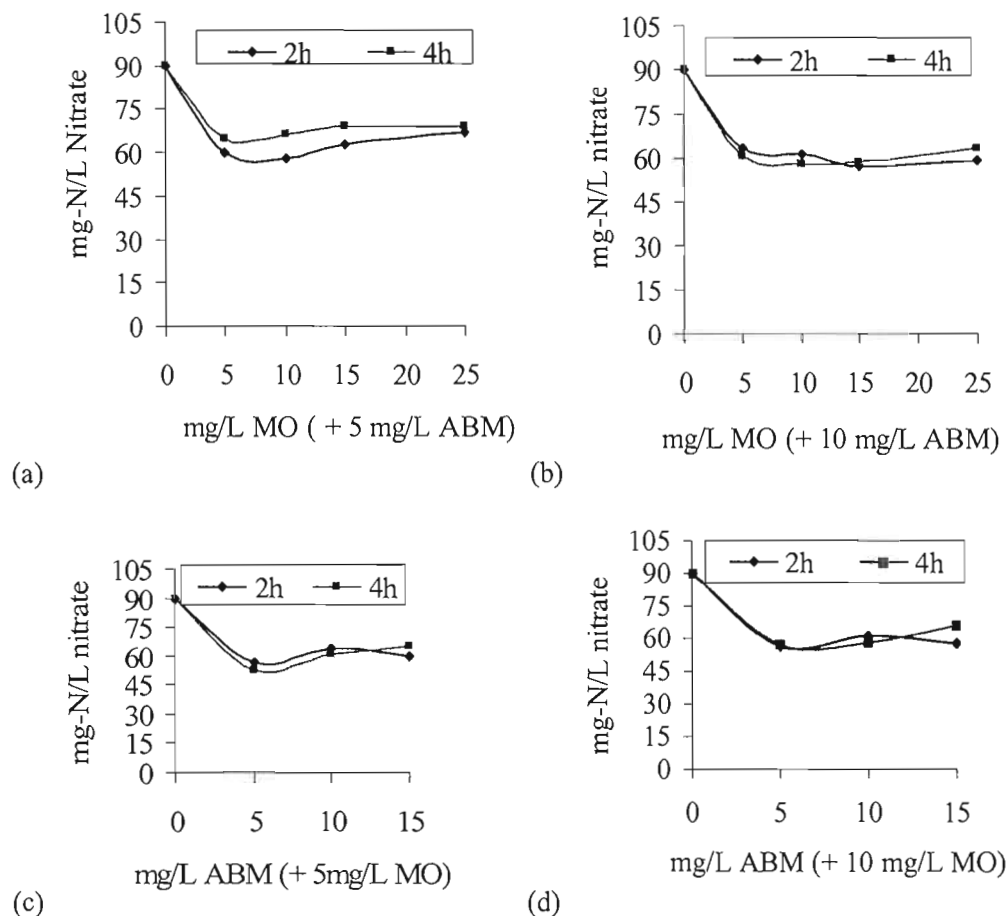 105
90
75
60
45
30
15
0
mg-N/L Nitrate
2h 4h
0 5 10 15 20 25
mg/L MO ( + 5 mg/L ABM)
(a)
105
90
75
60
45
30
15
0
mg-N/L nitrate
2h 4h
0 5 10 15 20 25
mg/L MO (+ 10 mg/L ABM)
(b)
105
90
75
60
45
30
15
0
mg-N/L nitrate
2h 4h
0 5 10 15
mg/L ABM (+ 5mg/L MO)
(c)
105
90
75
60
45
30
15
0
mg-N/L nitrate
2h 4h
0 5 10 15
mg/L ABM (+ 10 mg/L MO)
(d)